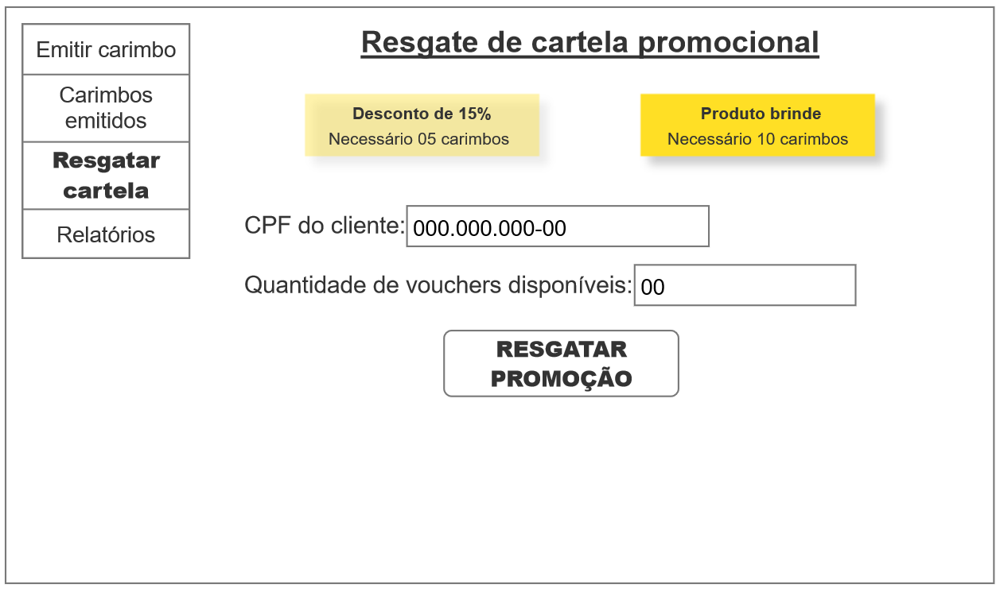 Emitir carimbo
Carimbos
emitidos
Resgatar
cartela
Relatórios
Resgate de cartela promocional
Desconto de 15%
Necessário 05 carimbos
Produto brinde
Necessário 10 carimbos
CPF do cliente: 000.000.000-00
Quantidade de vouchers disponíveis: 00
RESGATAR
PROMOÇÃO